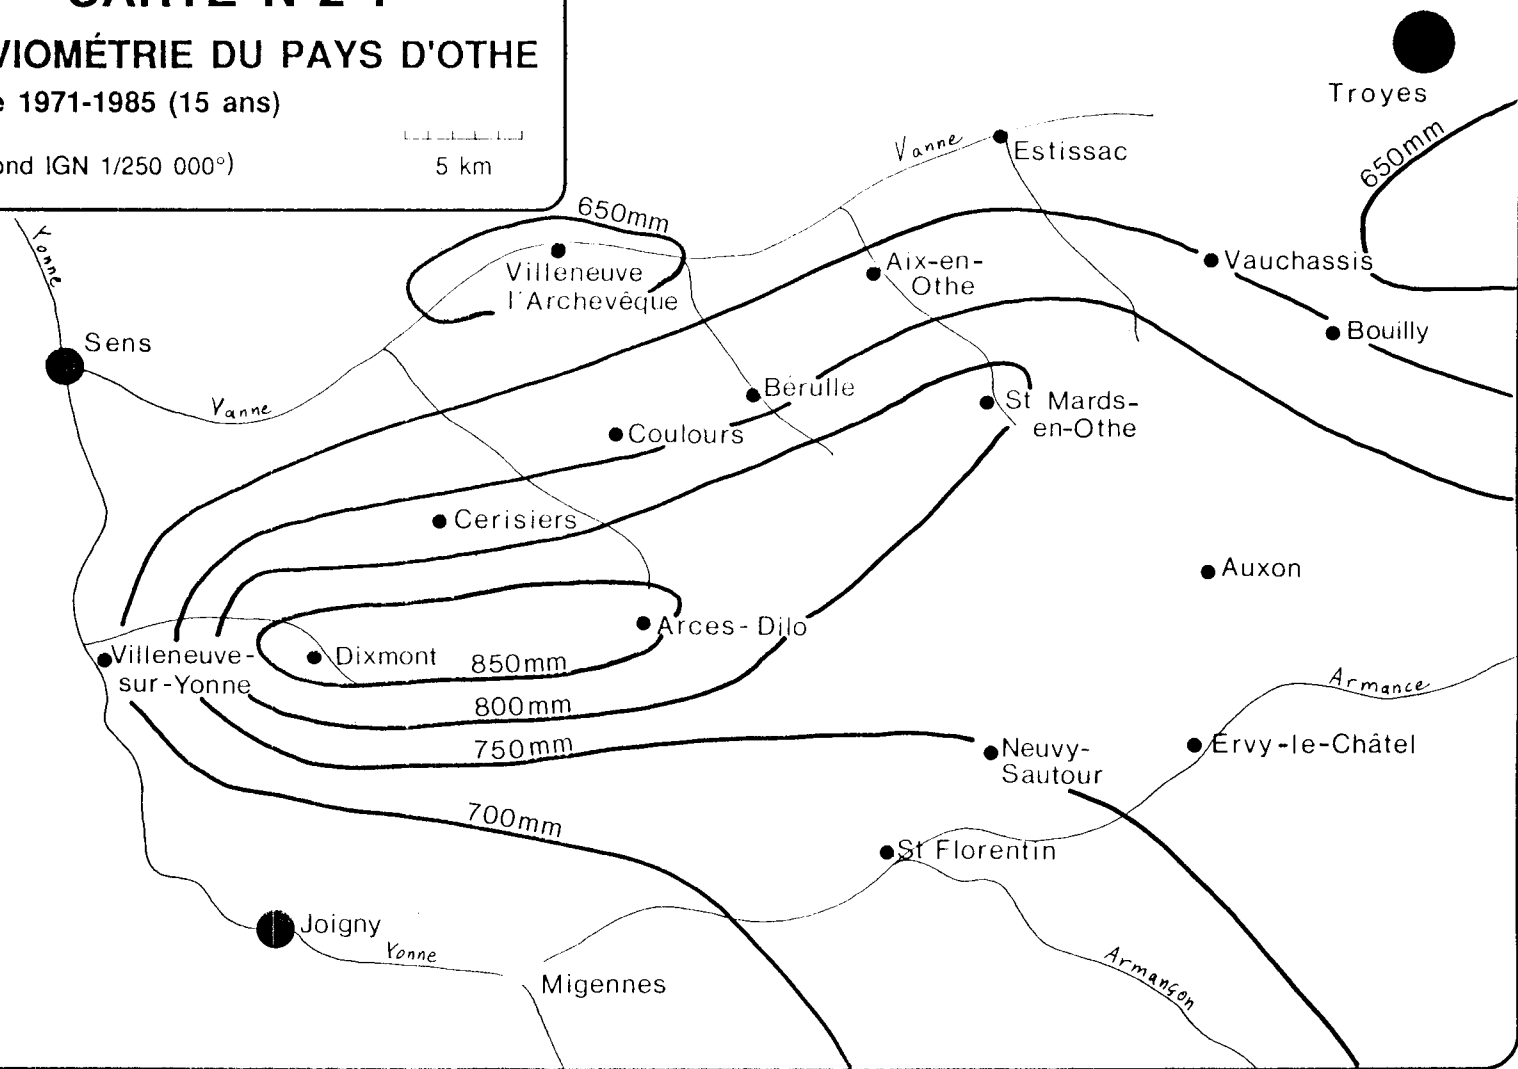 DU PAYS D'OTHE
1971-1985 (15 ans)
IGN 1/250 000°)
5 km
Troyes
Vanne
Estissac
650mm
650mm
Yonne
Villeneuve
l'Archevêque
Aix-en-
Othe
Vauchassis
Bouilly
Sens
Vanne
Bérulle
St Mards-
en-Othe
Coulours
Cerisiers
Auxon
Arces-Dilo
Villeneuve-
sur-Yonne
Dixmont
850mm
800mm
750mm
700mm
Armance
Neuvy-
Sautour
Ervy-le-Châtel
St Florentin
Joigny
Yonne
Migennes
Armançon